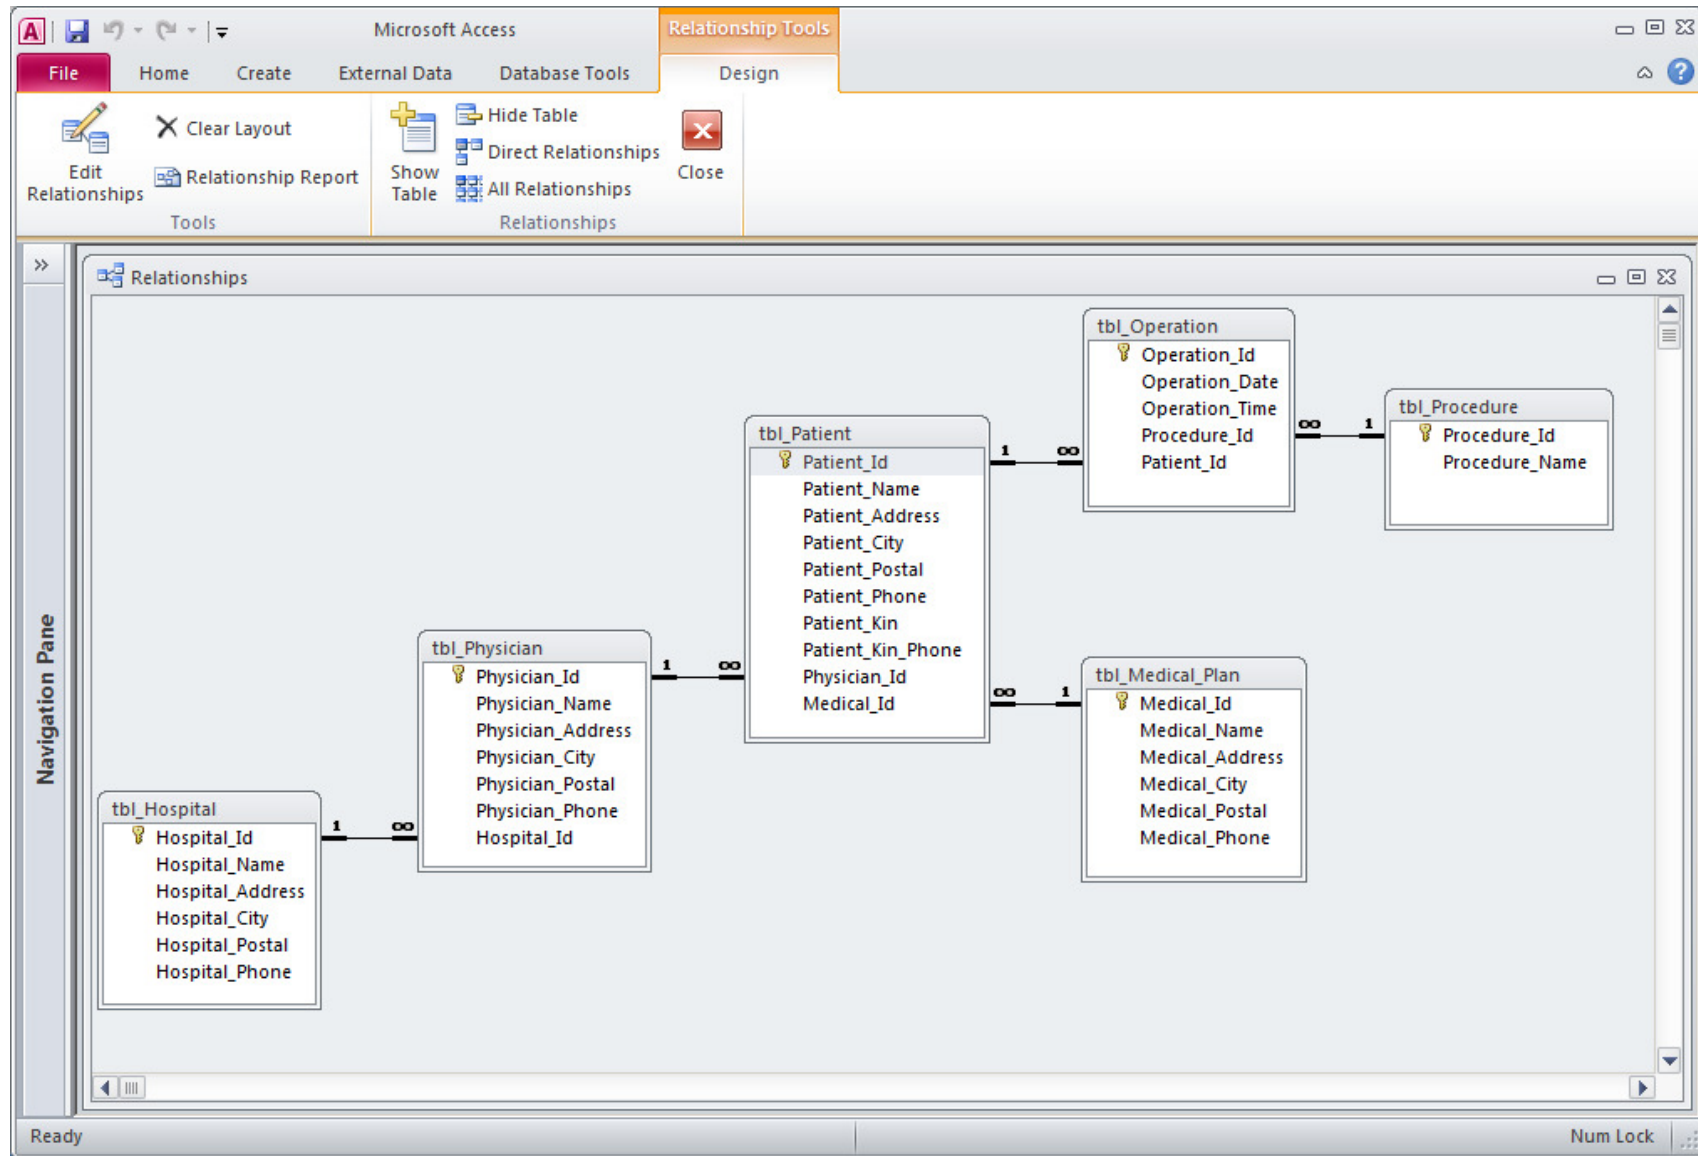 A
Microsoft Access
Relationship Tools
File Home Create External Data Database Tools Design
Edit Relationships
Clear Layout
Relationship Report
Tools
Show Table
Hide Table
Direct Relationships
All Relationships
Relationships
Close
Navigation Pane
Relationships
tbl_Operation
Operation_Id
Operation_Date
Operation_Time
Procedure_Id
Patient_Id
∞ 1
tbl_Procedure
Procedure_Id
Procedure_Name
tbl_Patient
Patient_Id
Patient_Name
Patient_Address
Patient_City
Patient_Postal
Patient_Phone
Patient_Kin
Patient_Kin_Phone
Physician_Id
Medical_Id
1 ∞
∞ 1
tbl_Physician
Physician_Id
Physician_Name
Physician_Address
Physician_City
Physician_Postal
Physician_Phone
Hospital_Id
1 ∞
tbl_Medical_Plan
Medical_Id
Medical_Name
Medical_Address
Medical_City
Medical_Postal
Medical_Phone
tbl_Hospital
Hospital_Id
Hospital_Name
Hospital_Address
Hospital_City
Hospital_Postal
Hospital_Phone
1 ∞
Ready
Num Lock